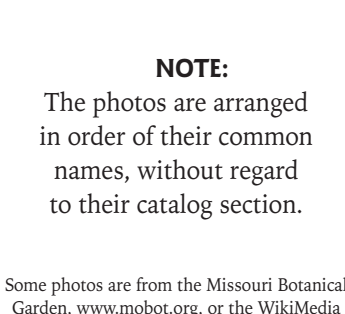 NOTE:
The photos are arranged
in order of their common
names, without regard
to their catalog section.
Some photos are from the Missouri Botanical
Garden, www.mobot.org, or the WikiMedia